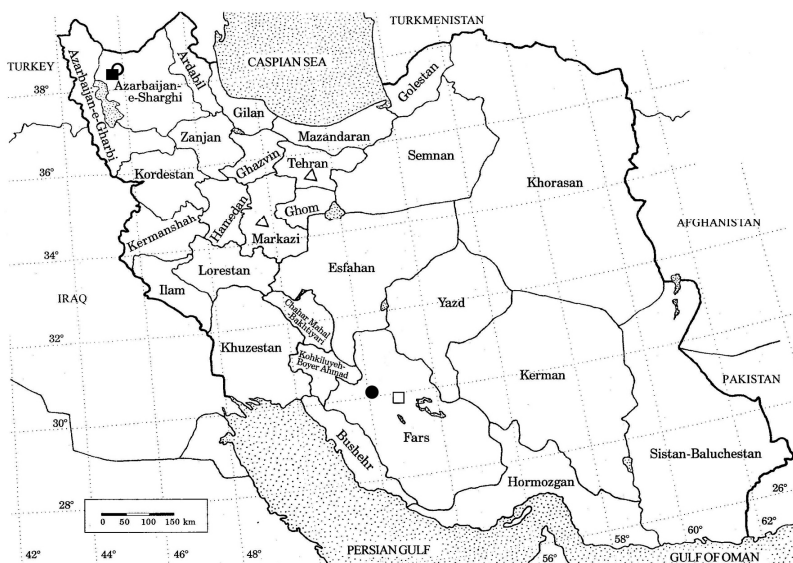 TURKMENISTAN
CASPIAN SEA
TURKEY
Azarbaijan-e-Gharbi
Azarbaijan-
e-Sharghi
Ardabil
Golestan
38°
Gilan
Mazandaran
Zanjan
Ghazvin
Tehran
Semnan
Khorasan
36°
Kordestan
Hamedan
Ghom
Markazi
Kermanshah
AFGHANISTAN
34°
Lorestan
Esfahan
Ilam
IRAQ
Yazd
Chahar Mahal
-Bakhtiyari
32°
Khuzestan
Kohkiluyeh-
Boyer Ahmad
Kerman
PAKISTAN
30°
Fars
Bushehr
Sistan-Baluchestan
Hormozgan
28°
26°
0 50 100 150 km
42° 44° 46° 48° 56° 58° 60° 62°
PERSIAN GULF
GULF OF OMAN